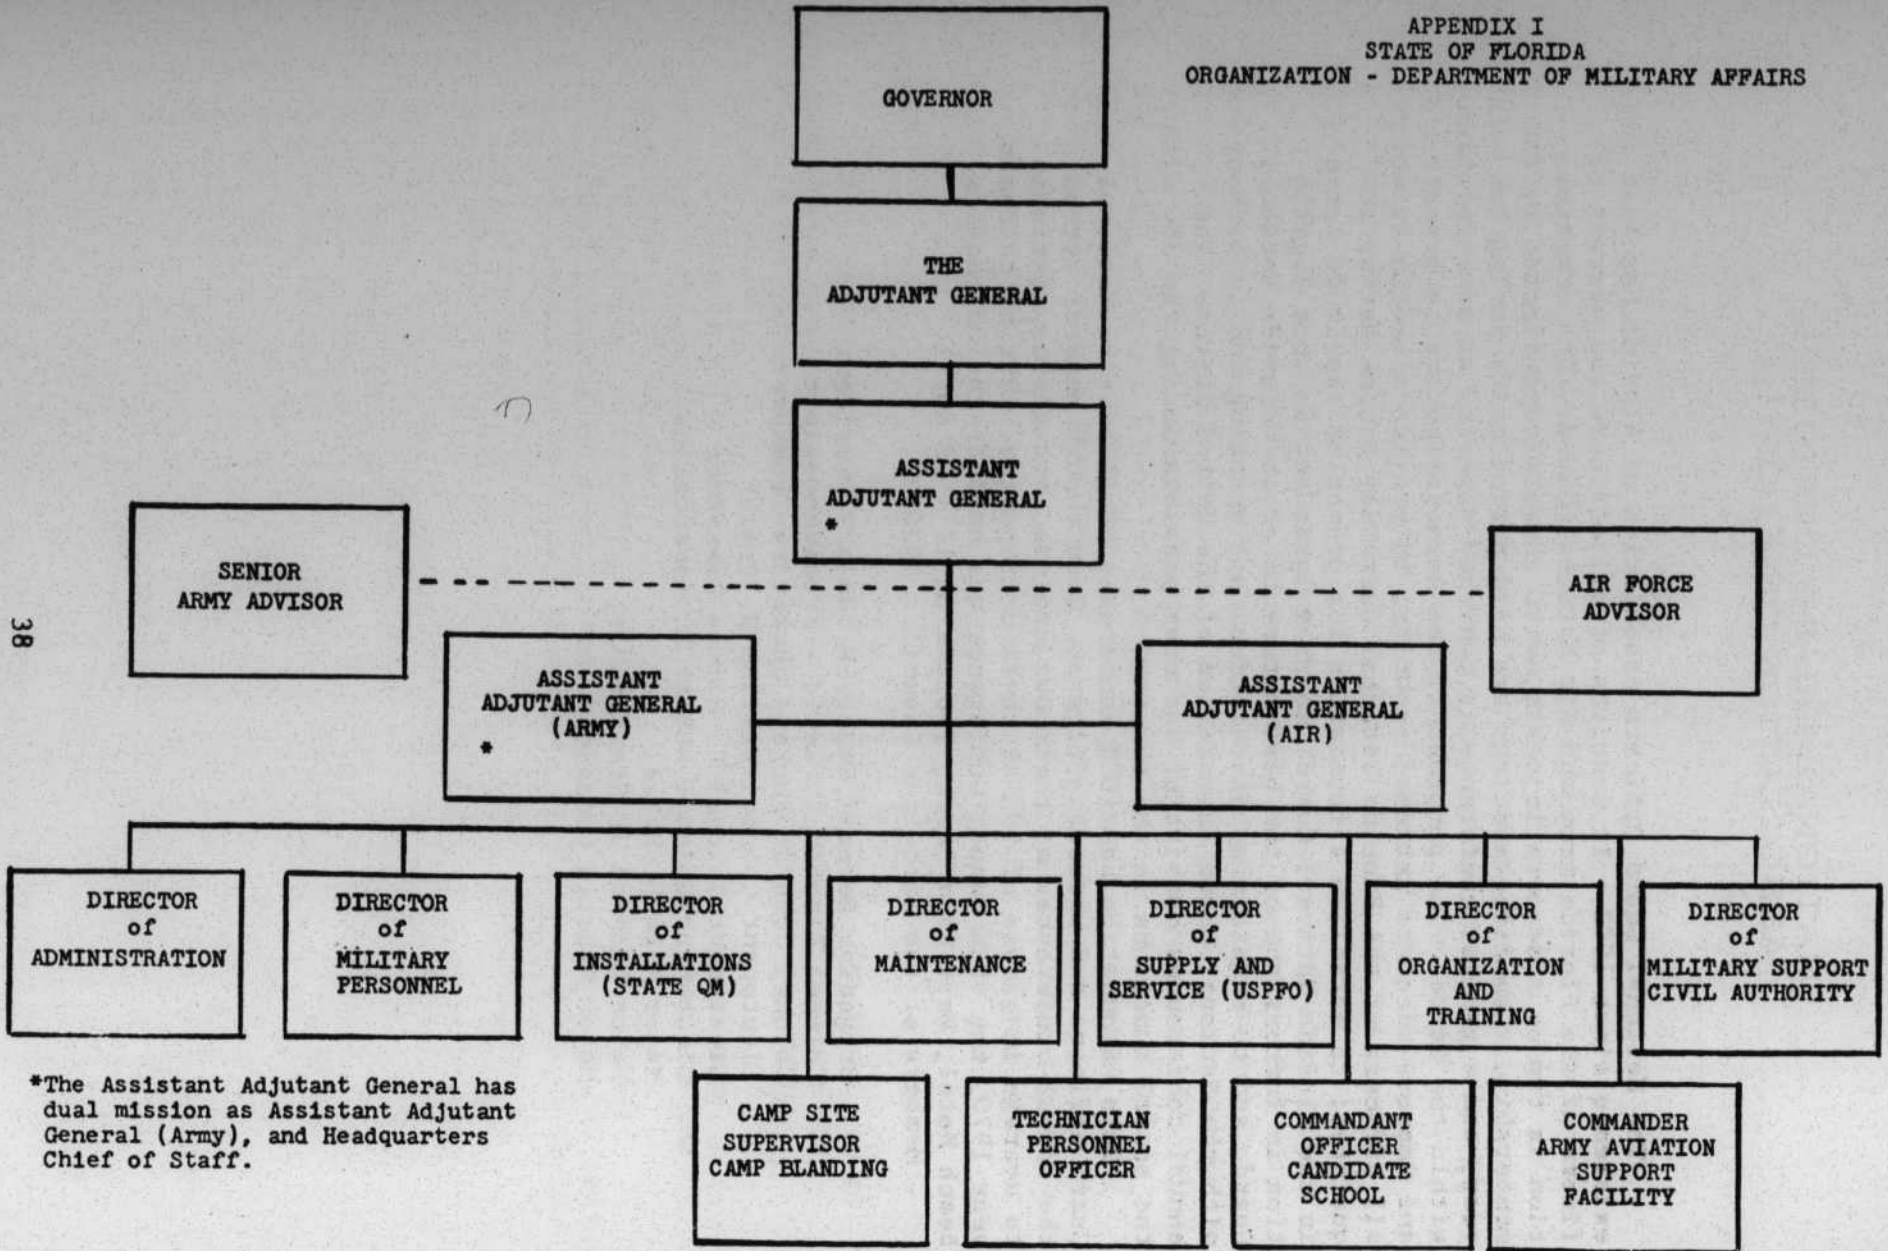 APPENDIX I
STATE OF FLORIDA
ORGANIZATION - DEPARTMENT OF MILITARY AFFAIRS
GOVERNOR
THE
ADJUTANT GENERAL
ASSISTANT
ADJUTANT GENERAL
*
SENIOR
ARMY ADVISOR
AIR FORCE
ADVISOR
ASSISTANT
ADJUTANT GENERAL
(ARMY)
*
ASSISTANT
ADJUTANT GENERAL
(AIR)
DIRECTOR
of
ADMINISTRATION
DIRECTOR
of
MILITARY
PERSONNEL
DIRECTOR
of
INSTALLATIONS
(STATE QM)
DIRECTOR
of
MAINTENANCE
DIRECTOR
of
SUPPLY AND
SERVICE (USPFO)
DIRECTOR
of
ORGANIZATION
AND
TRAINING
DIRECTOR
of
MILITARY SUPPORT
CIVIL AUTHORITY
CAMP SITE
SUPERVISOR
CAMP BLANDING
TECHNICIAN
PERSONNEL
OFFICER
COMMANDANT
OFFICER
CANDIDATE
SCHOOL
COMMANDER
ARMY AVIATION
SUPPORT
FACILITY
*The Assistant Adjutant General has
dual mission as Assistant Adjutant
General (Army), and Headquarters
Chief of Staff.
38